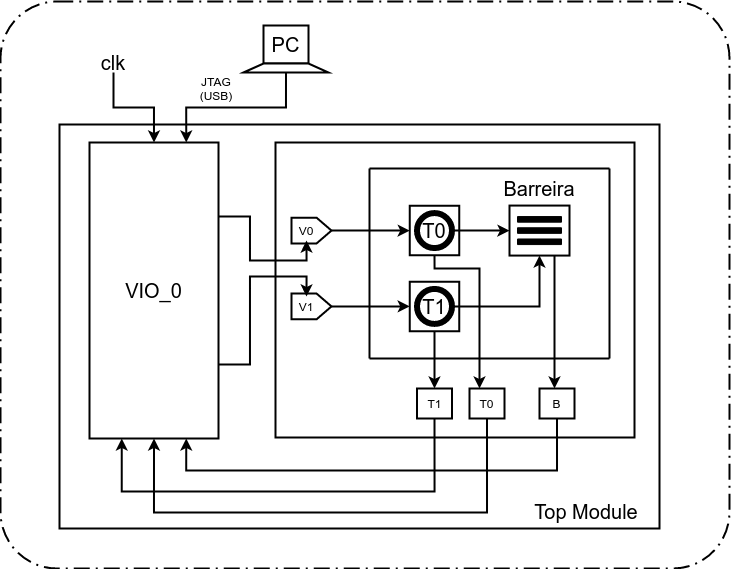 PC
clk
JTAG
(USB)
Barreira
V0
T0
VIO_0
V1
T1
T1
T0
B
Top Module